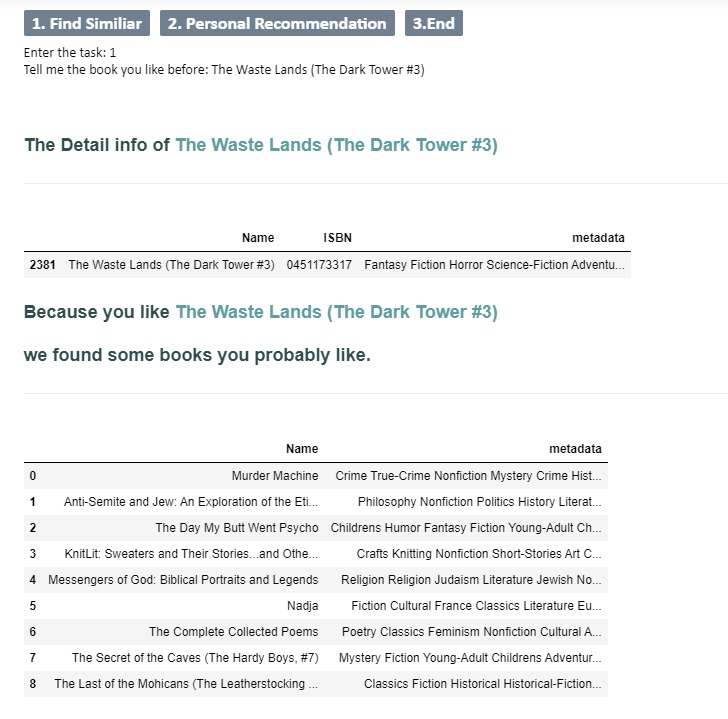 1. Find Similiar 2. Personal Recommendation 3.End
Enter the task: 1
Tell me the book you like before: The Waste Lands (The Dark Tower #3)
The Detail info of The Waste Lands (The Dark Tower #3)
Name ISBN metadata
2381 The Waste Lands (The Dark Tower #3) 0451173317 Fantasy Fiction Horror Science-Fiction Adventu...
Because you like The Waste Lands (The Dark Tower #3)
we found some books you probably like.
Name metadata
0 Murder Machine Crime True-Crime Nonfiction Mystery Crime Hist...
1 Anti-Semite and Jew: An Exploration of the Eti... Philosophy Nonfiction Politics History Literat...
2 The Day My Butt Went Psycho Childrens Humor Fantasy Fiction Young-Adult Ch...
3 KnitLit: Sweaters and Their Stories...and Othe... Crafts Knitting Nonfiction Short-Stories Art C...
4 Messengers of God: Biblical Portraits and Legends Religion Religion Judaism Literature Jewish No...
5 Nadja Fiction Cultural France Classics Literature Eu...
6 The Complete Collected Poems Poetry Classics Feminism Nonfiction Cultural A...
7 The Secret of the Caves (The Hardy Boys, #7) Mystery Fiction Young-Adult Childrens Adventur...
8 The Last of the Mohicans (The Leatherstocking ... Classics Fiction Historical Historical-Fiction...